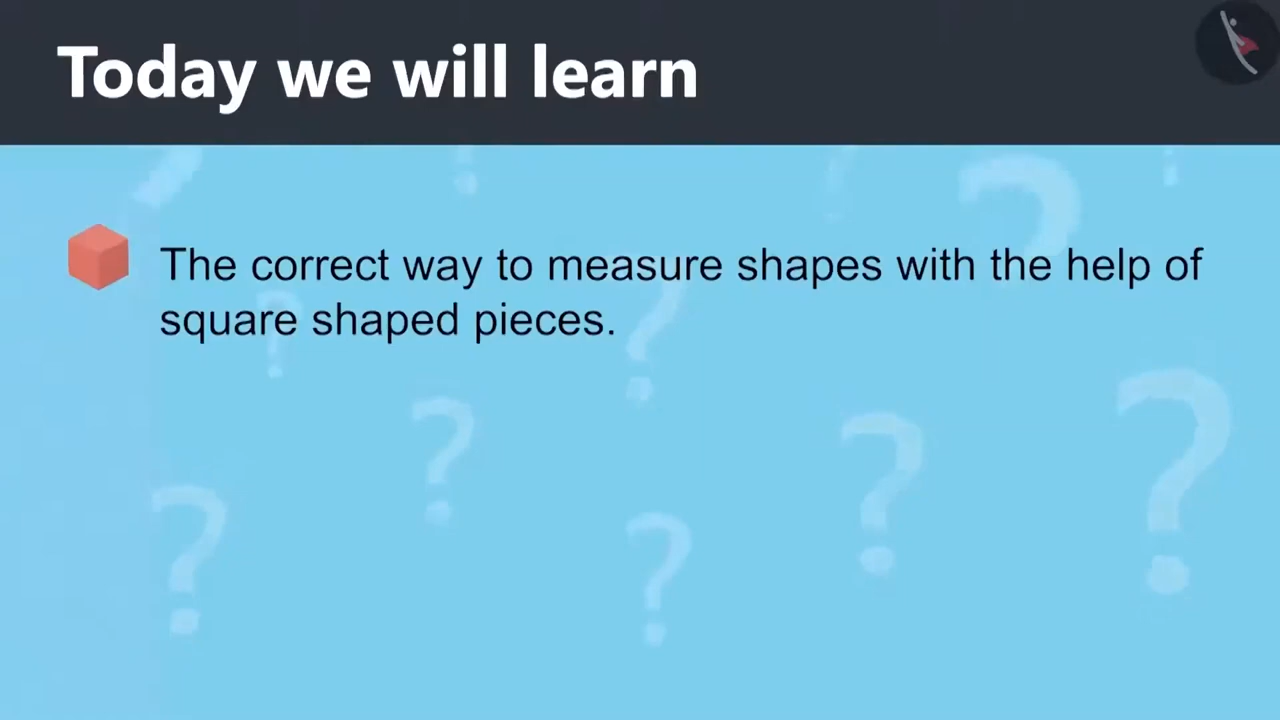 Today we will learn
The correct way to measure shapes with the help of
square shaped pieces.